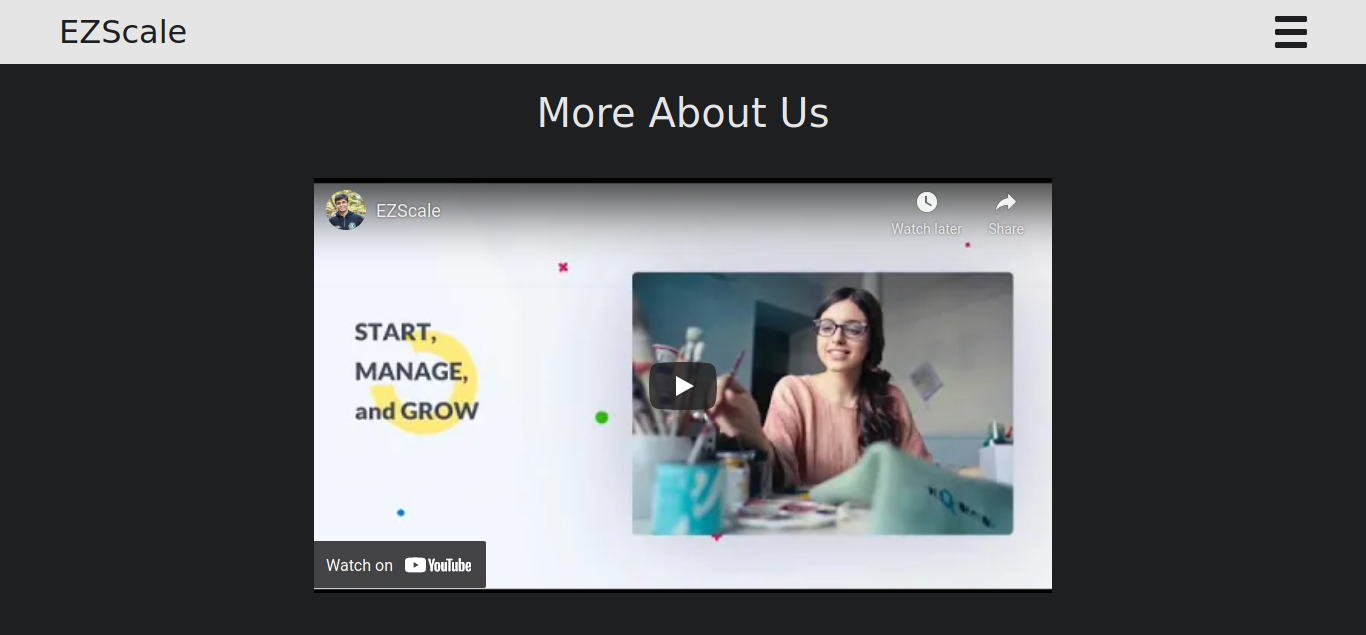 EZScale
More About Us
EZScale
Watch later
Share
START,
MANAGE,
and GROW
Watch on YouTube